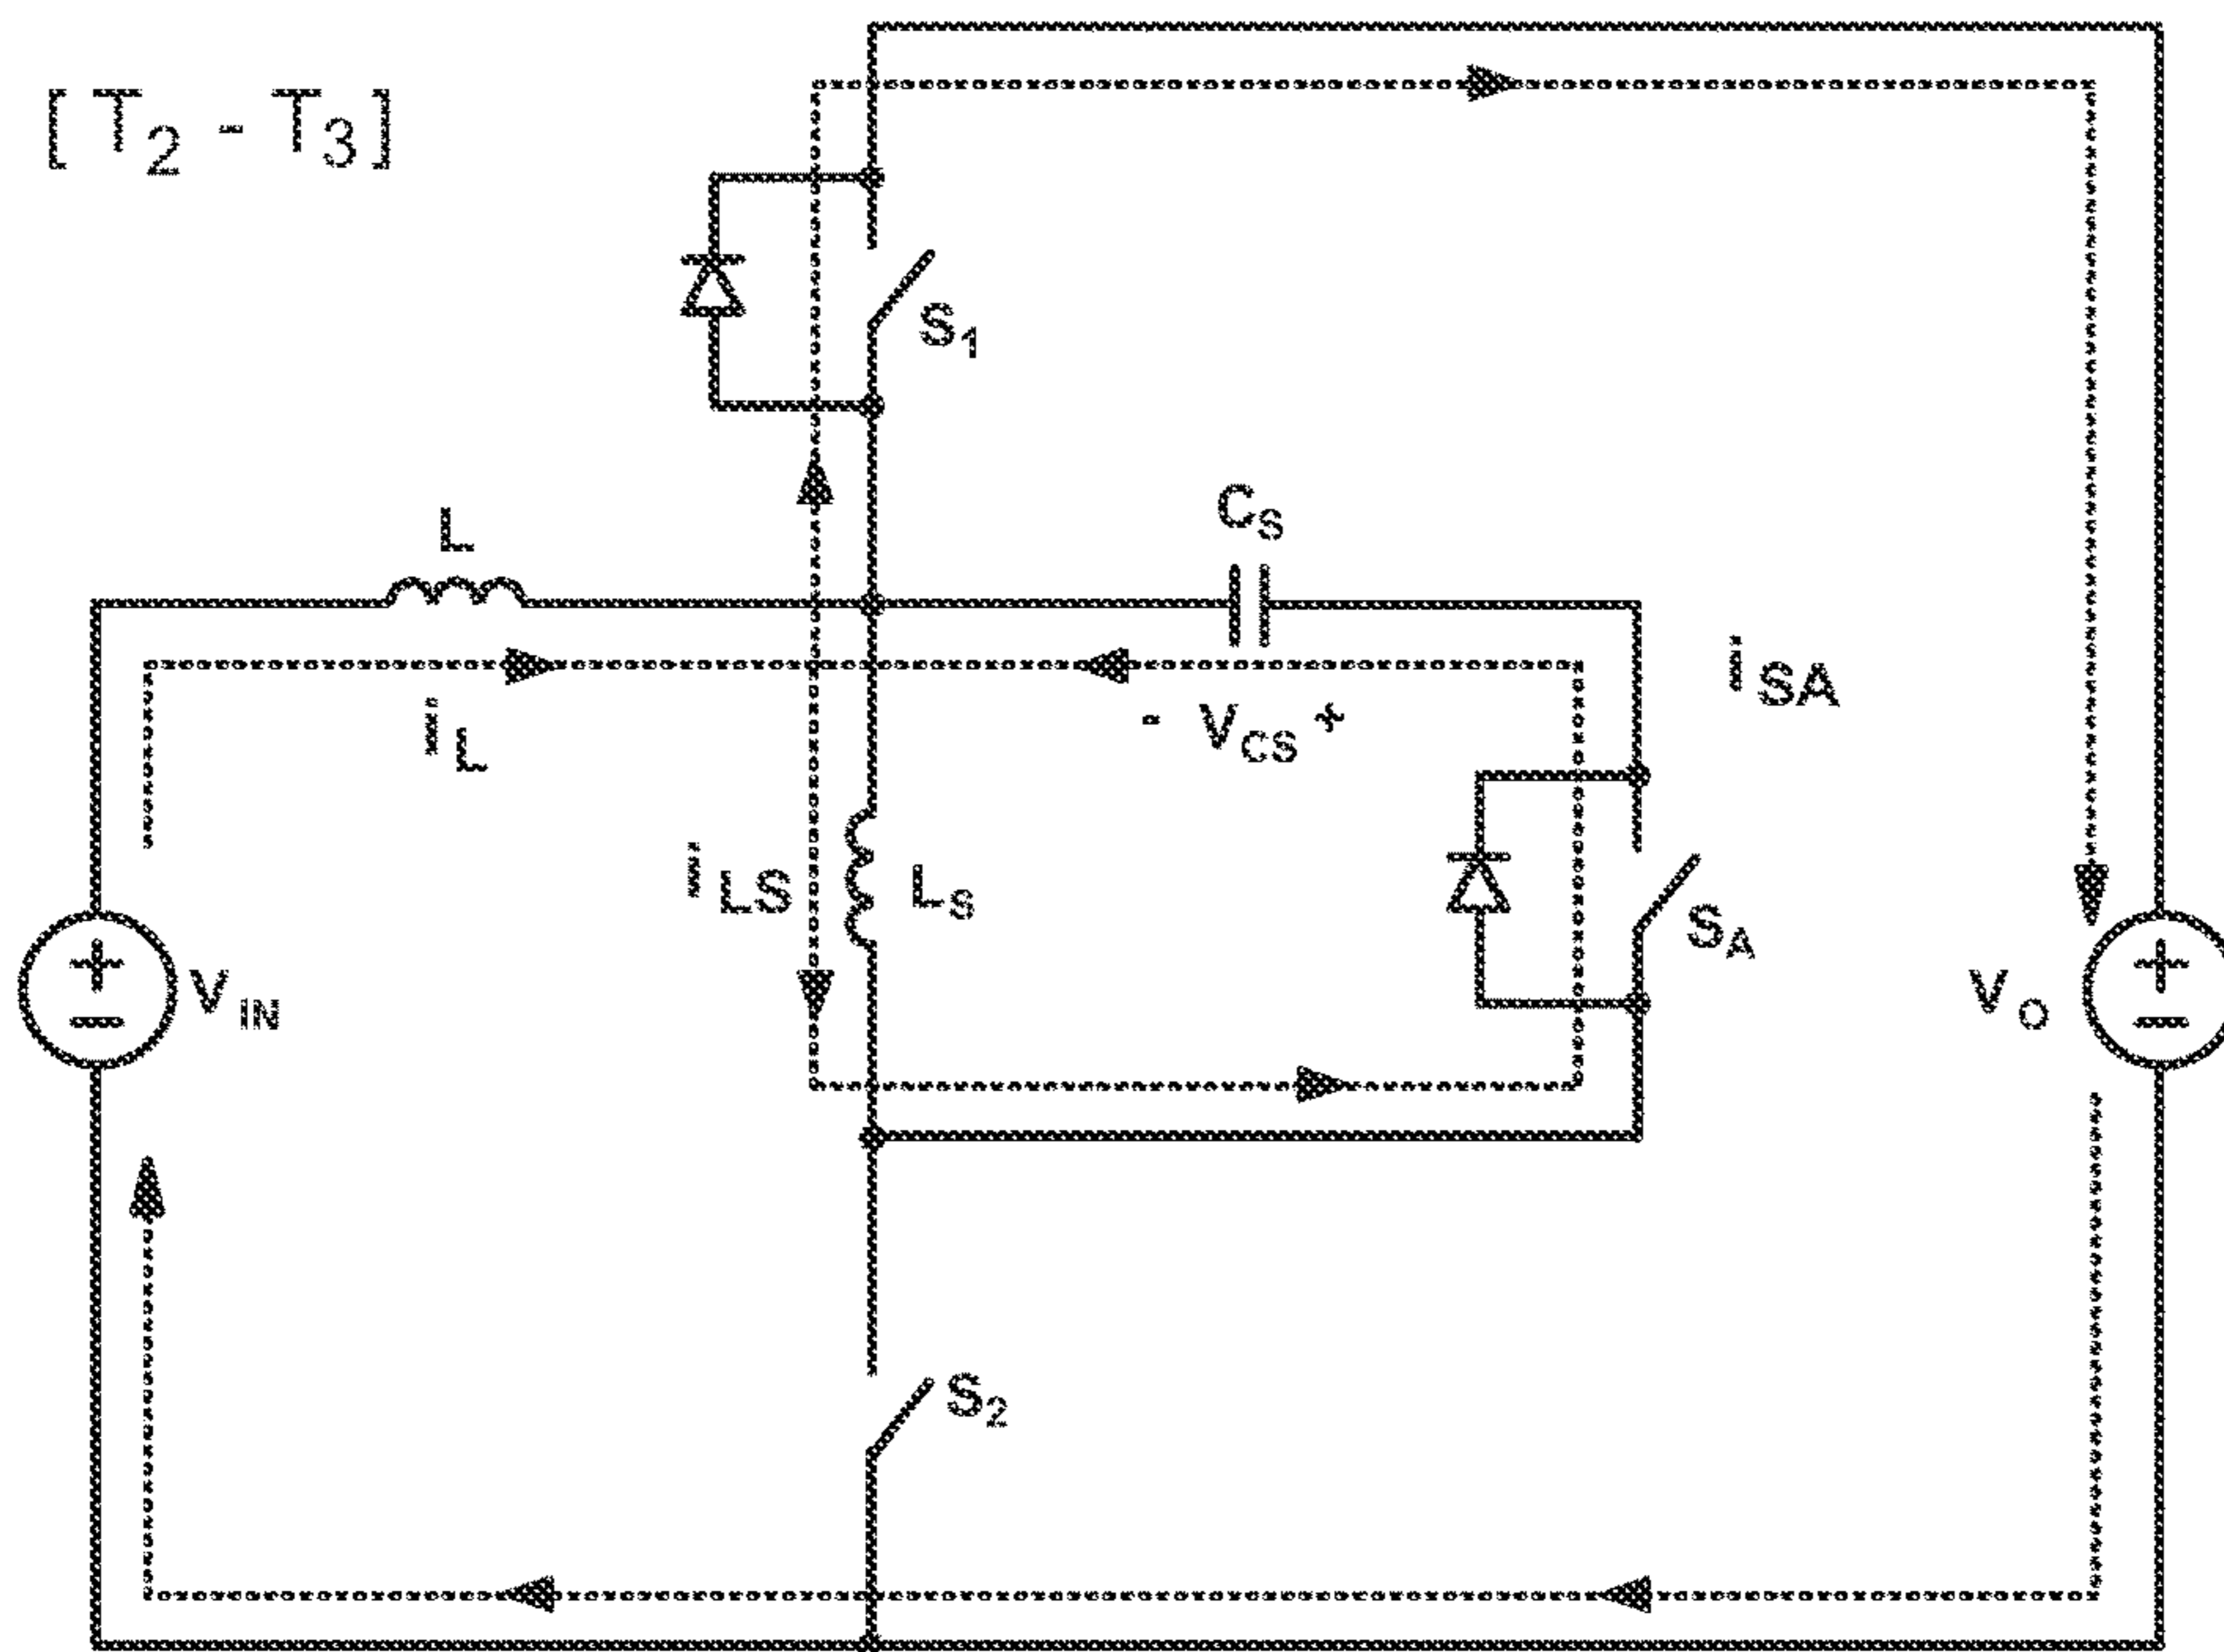 [ T2 - T3 ]
S1
L
CS
iL
- VCS +
iSA
iLS
LS
SA
+
-
VIN
VO
+
-
S2